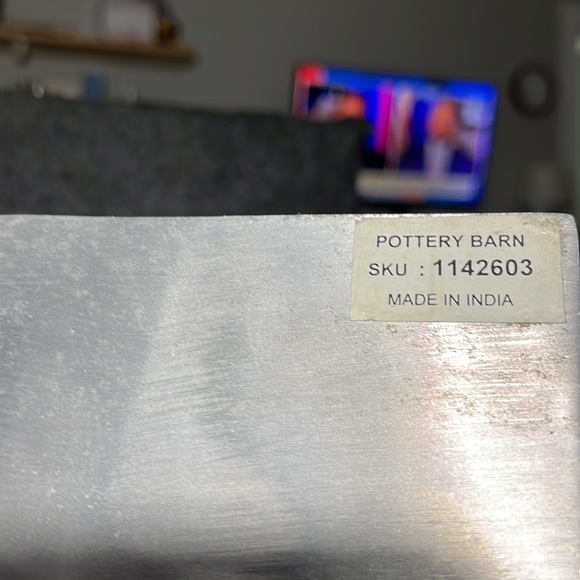 POTTERY BARN
SKU : 1142603
MADE IN INDIA